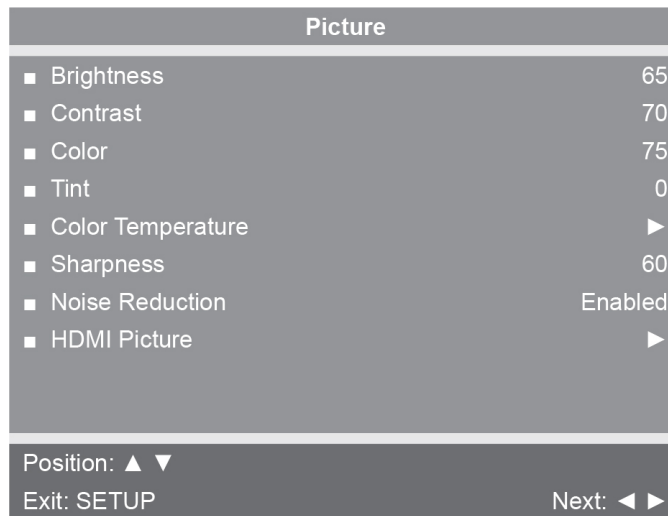 Picture
■ Brightness 65
■ Contrast 70
■ Color 75
■ Tint 0
■ Color Temperature ►
■ Sharpness 60
■ Noise Reduction Enabled
■ HDMI Picture ►
Position: ▲ ▼
Exit: SETUP Next: ◄ ►